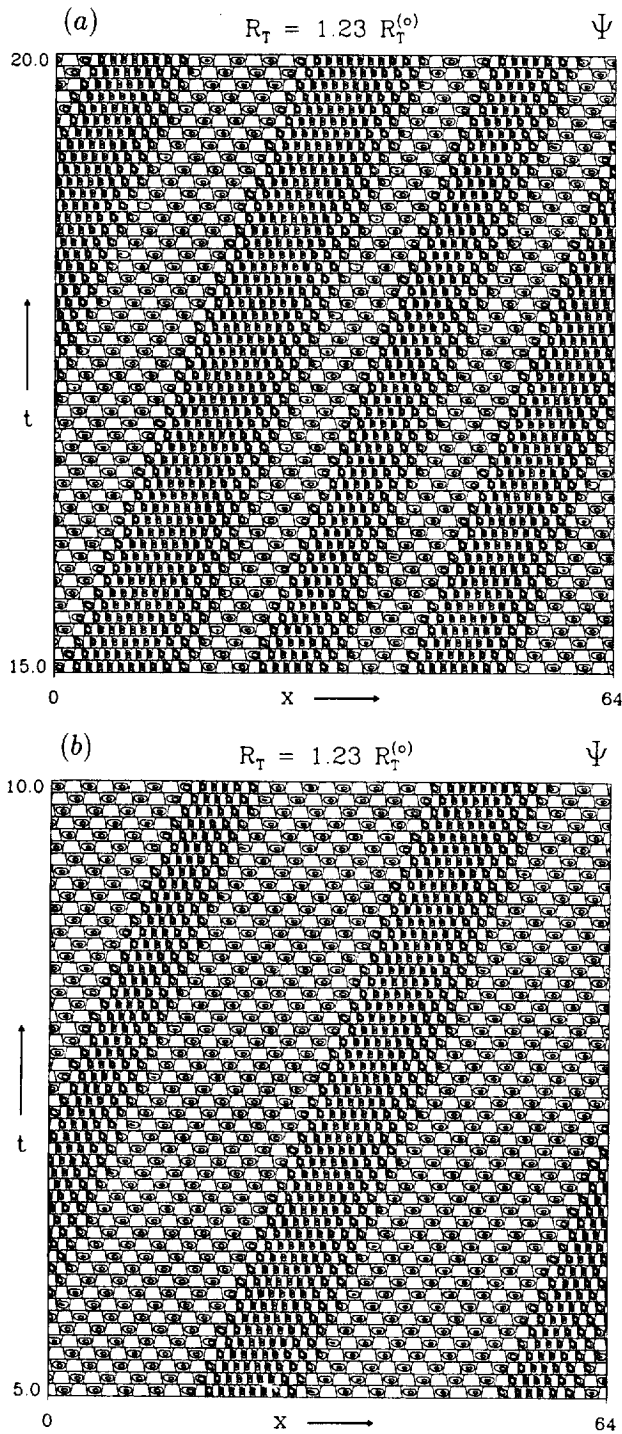 (a) R_T = 1.23 R_T^(o) Ψ
20.0
t
15.0
0 X 64
(b) R_T = 1.23 R_T^(o) Ψ
10.0
t
5.0
0 X 64